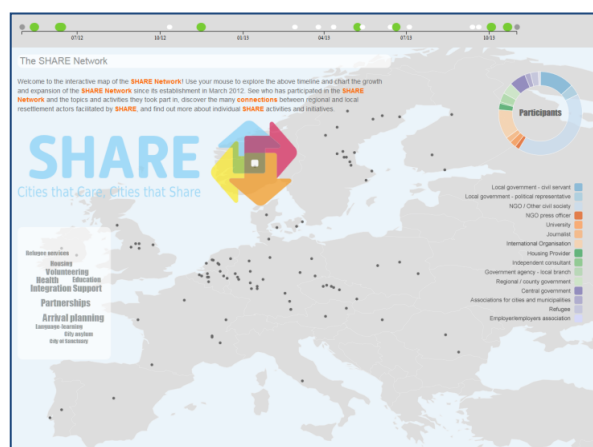 07/12
10/12
03/13
04/13
07/13
10/13
The SHARE Network
Welcome to the interactive map of the SHARE Network! Use your mouse to explore the above timeline and chart the growth
and expansion of the SHARE Network since its establishment in March 2012. See who has participated in the SHARE
Network and the topics and activities they took part in, discover the many connections between regional and local
resettlement actors facilitated by SHARE, and find out more about individual SHARE activities and initiatives.
Participants
SHARE
Cities that Care, Cities that Share
Local government - civil servant
Local government - political representative
NGO / Other civil society
NGO press officer
University
Journalist
International Organisation
Housing Provider
Independent consultant
Government agency - local branch
Regional / county government
Central government
Associations for cities and municipalities
Refugee
Employer/employers association
Refugee services
Housing
Volunteering
Health Education
Integration Support
Partnerships
Arrival planning
Language-learning
City asylum
City of Sanctuary